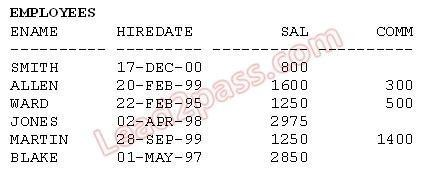 EMPLOYEES
ENAME HIREDATE SAL COMM
---------- --------- ---------- ----------
SMITH 17-DEC-00 800
ALLEN 20-FEB-99 1600 300
WARD 22-FEB-95 1250 500
JONES 02-APR-98 2975
MARTIN 28-SEP-99 1250 1400
BLAKE 01-MAY-97 2850
Lead2pass.com